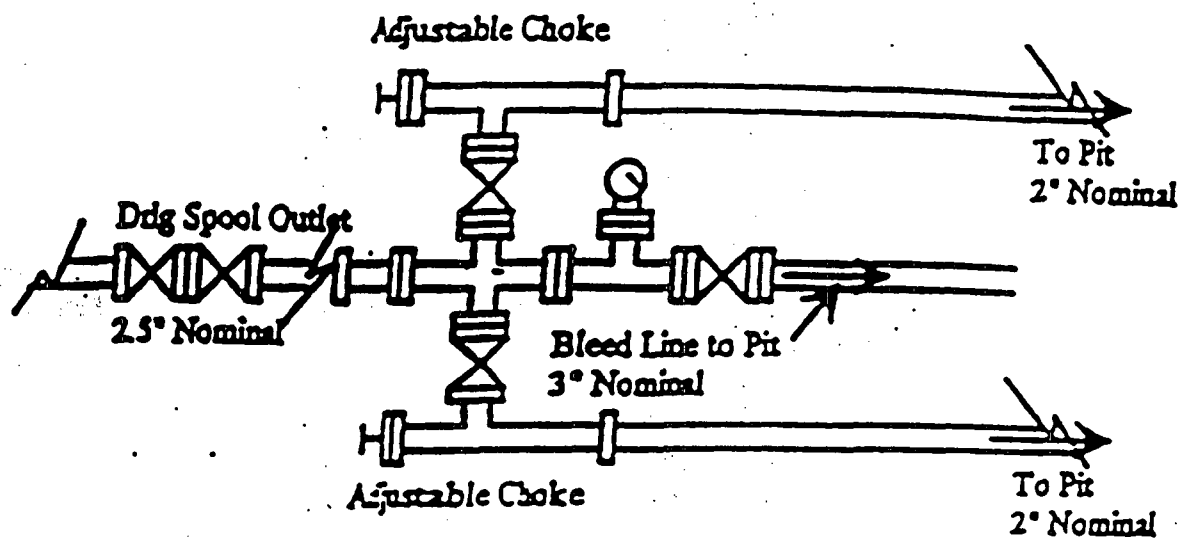 Adjustable Choke
To Pit
2" Nominal
Drlg Spool Outlet
2.5" Nominal
Bleed Line to Pit
3" Nominal
Adjustable Choke
To Pit
2" Nominal